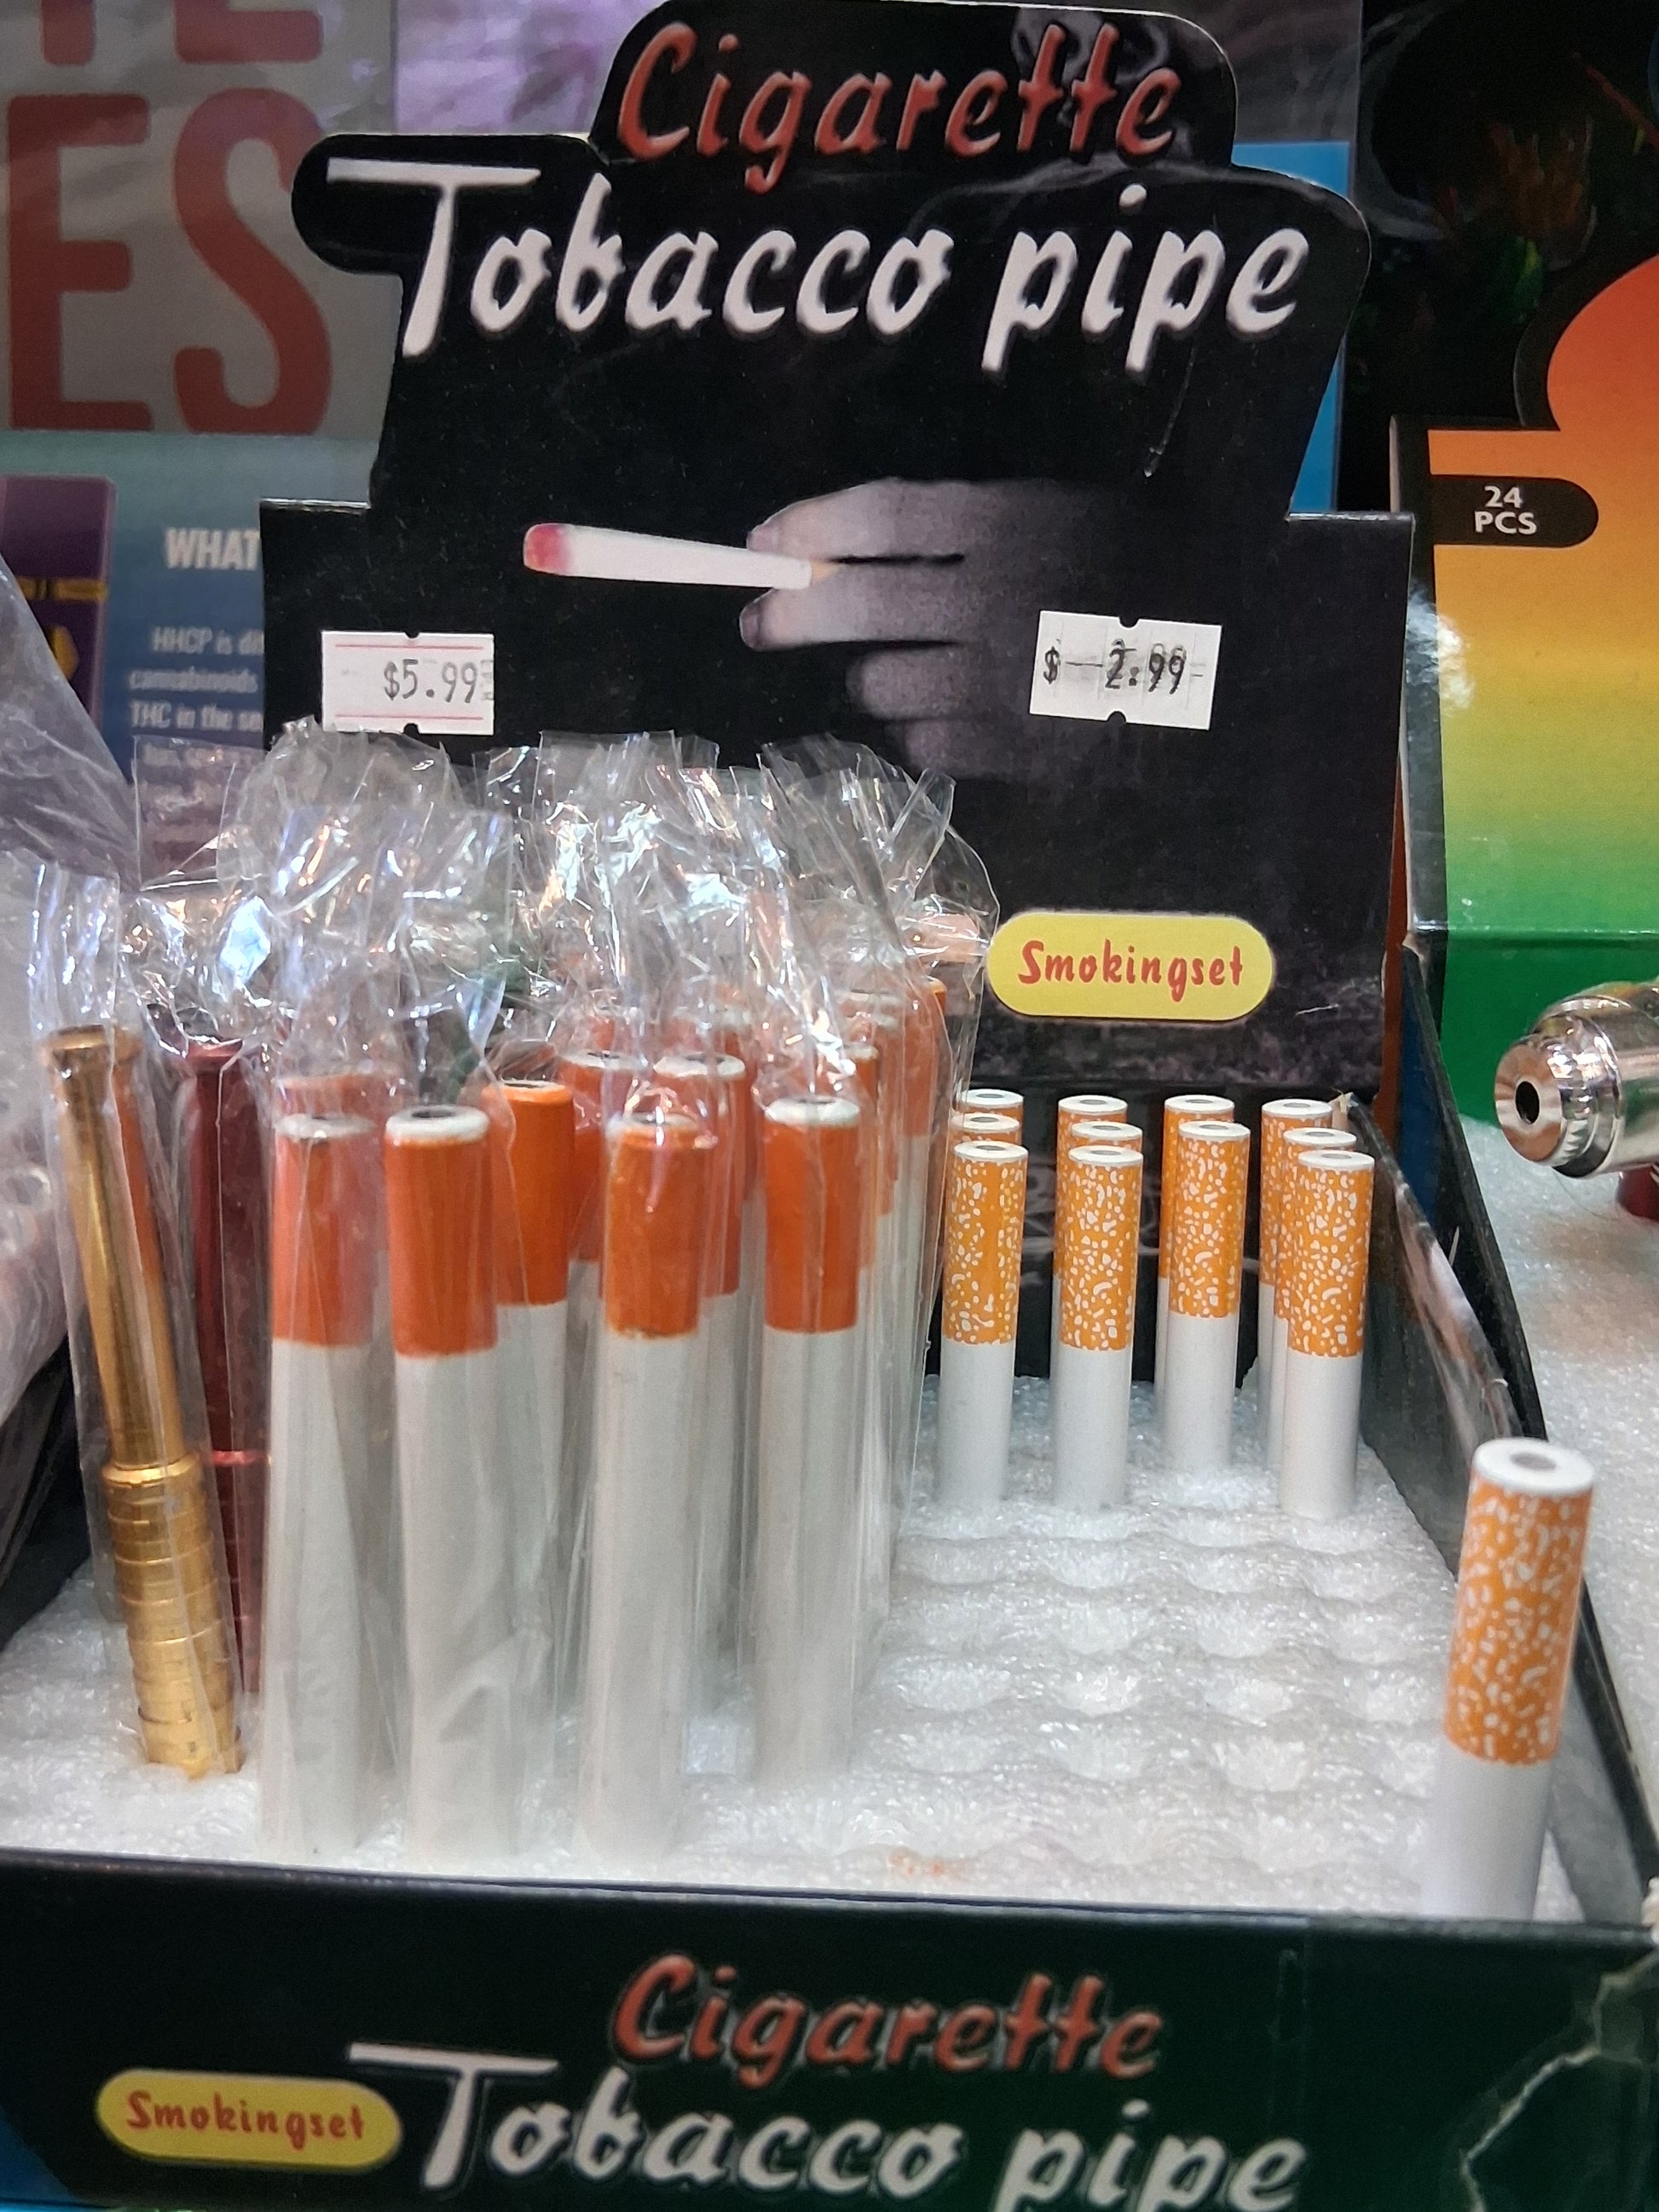 ES
Cigarette
Tobacco pipe
24
PCS
WHAT
HHCP is
cannabinoids
THC in the
$5.99
$ 2.99
Smokingset
Cigarette
Smokingset
Tobacco pipe